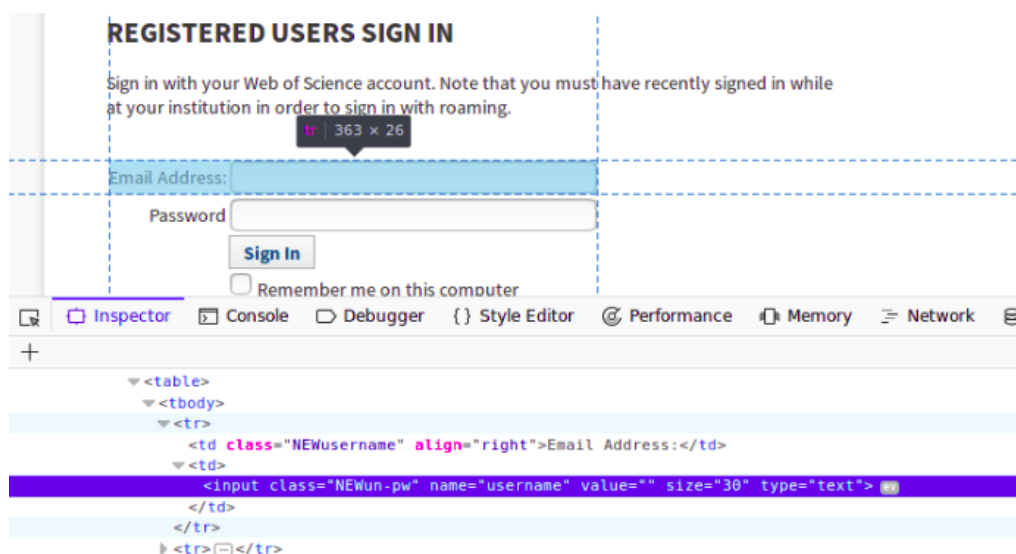 REGISTERED USERS SIGN IN
Sign in with your Web of Science account. Note that you must have recently signed in while
at your institution in order to sign in with roaming.
tr 363 × 26
Email Address:
Password
Sign In
Remember me on this computer
Inspector Console Debugger {} Style Editor Performance Memory Network
+
<table>
<tbody>
<tr>
<td class="NEWusername" align="right">Email Address:</td>
<td>
<input class="NEWun-pw" name="username" value="" size="30" type="text"> ev
</td>
</tr>
<tr>…</tr>